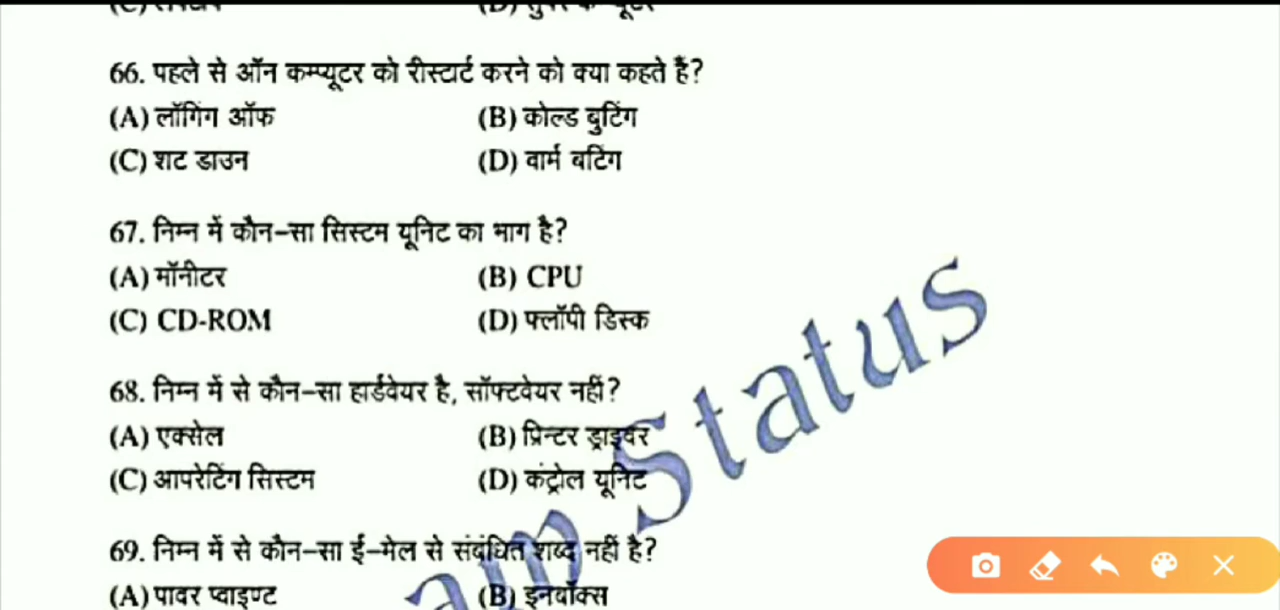 66. पहले से ऑन कम्प्यूटर को रीस्टार्ट करने को क्या कहते हैं?
(A) लॉगिंग ऑफ (B) कोल्ड बुटिंग
(C) शट डाउन (D) वार्म बटिंग
67. निम्न में कौन-सा सिस्टम यूनिट का भाग है?
(A) मॉनीटर (B) CPU
(C) CD-ROM (D) फ्लॉपी डिस्क
68. निम्न में से कौन-सा हार्डवेयर है, सॉफ्टवेयर नहीं?
(A) एक्सेल (B) प्रिन्टर ड्राइवर
(C) आपरेटिंग सिस्टम (D) कंट्रोल यूनिट
69. निम्न में से कौन-सा ई-मेल से संबंधित शब्द नहीं है?
(A) पावर प्वाइण्ट (B) इनबॉक्स
Status